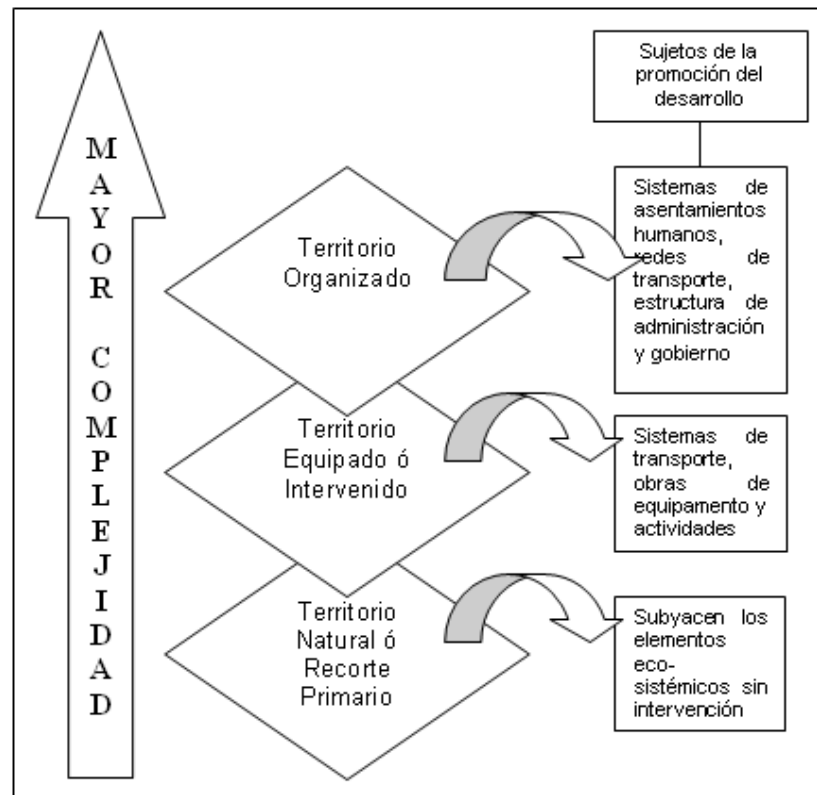 MAYOR COMPLEJIDAD
Sujetos de la
promoción del
desarrollo
Territorio
Organizado
Sistemas de
asentamientos
humanos,
redes de
transporte,
estructura de
administración
y gobierno
Territorio
Equipado ó
Intervenido
Sistemas de
transporte,
obras de
equipamento y
actividades
Territorio
Natural ó
Recorte
Primario
Subyacen los
elementos
eco-
sistémicos sin
intervención